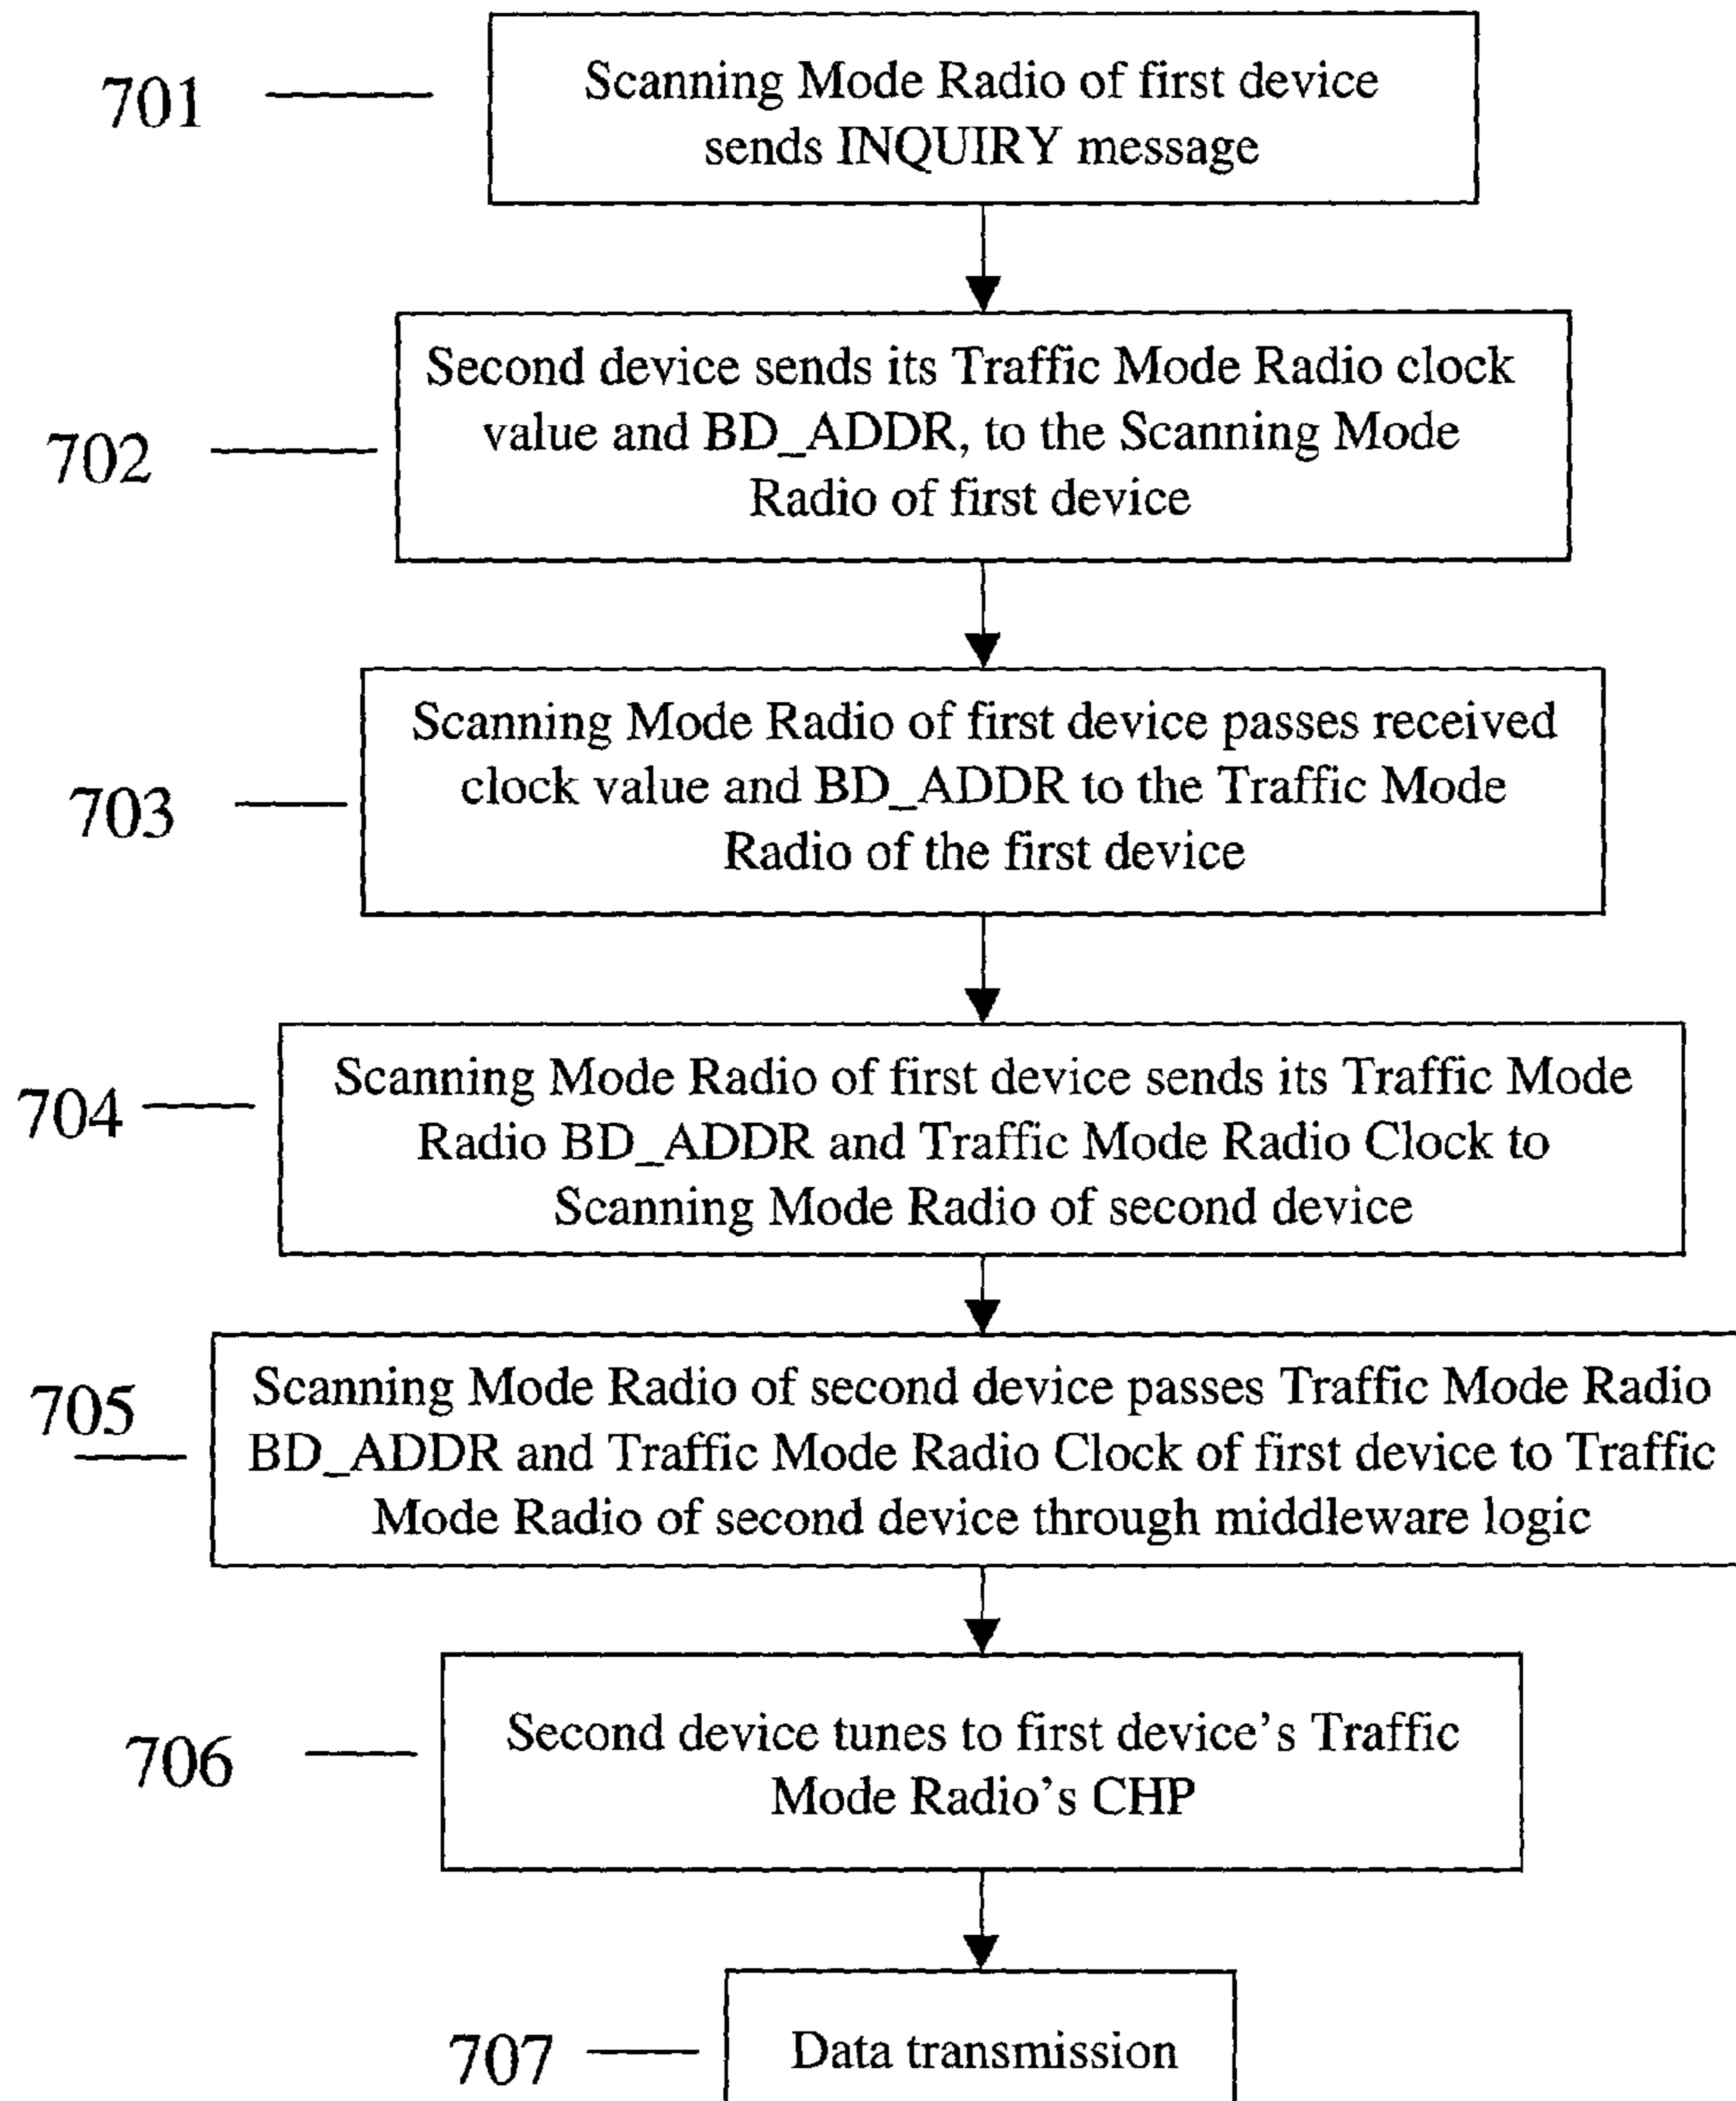 701
Scanning Mode Radio of first device
sends INQUIRY message
702
Second device sends its Traffic Mode Radio clock
value and BD_ADDR, to the Scanning Mode
Radio of first device
703
Scanning Mode Radio of first device passes received
clock value and BD_ADDR to the Traffic Mode
Radio of the first device
704
Scanning Mode Radio of first device sends its Traffic Mode
Radio BD_ADDR and Traffic Mode Radio Clock to
Scanning Mode Radio of second device
705
Scanning Mode Radio of second device passes Traffic Mode Radio
BD_ADDR and Traffic Mode Radio Clock of first device to Traffic
Mode Radio of second device through middleware logic
706
Second device tunes to first device’s Traffic
Mode Radio’s CHP
707
Data transmission